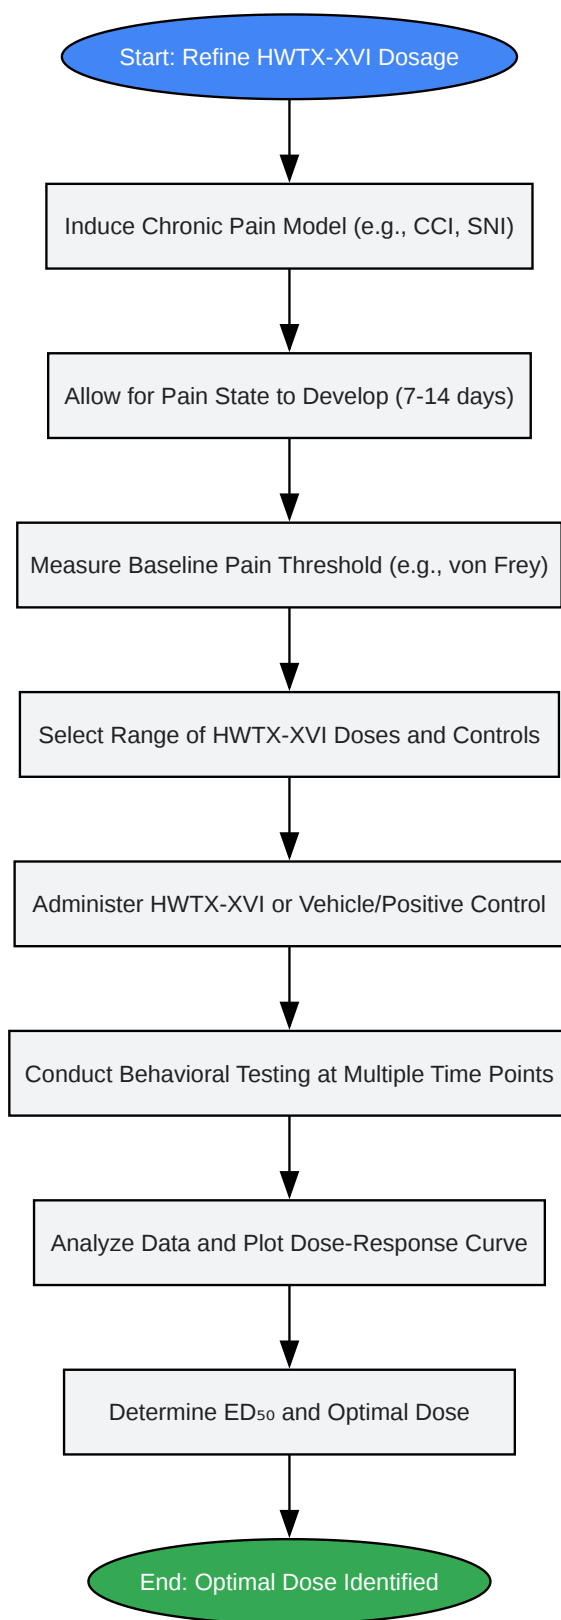 Start: Refine HWTX-XVI Dosage
Induce Chronic Pain Model (e.g., CCI, SNI)
Allow for Pain State to Develop (7-14 days)
Measure Baseline Pain Threshold (e.g., von Frey)
Select Range of HWTX-XVI Doses and Controls
Administer HWTX-XVI or Vehicle/Positive Control
Conduct Behavioral Testing at Multiple Time Points
Analyze Data and Plot Dose-Response Curve
Determine ED₅₀ and Optimal Dose
End: Optimal Dose Identified